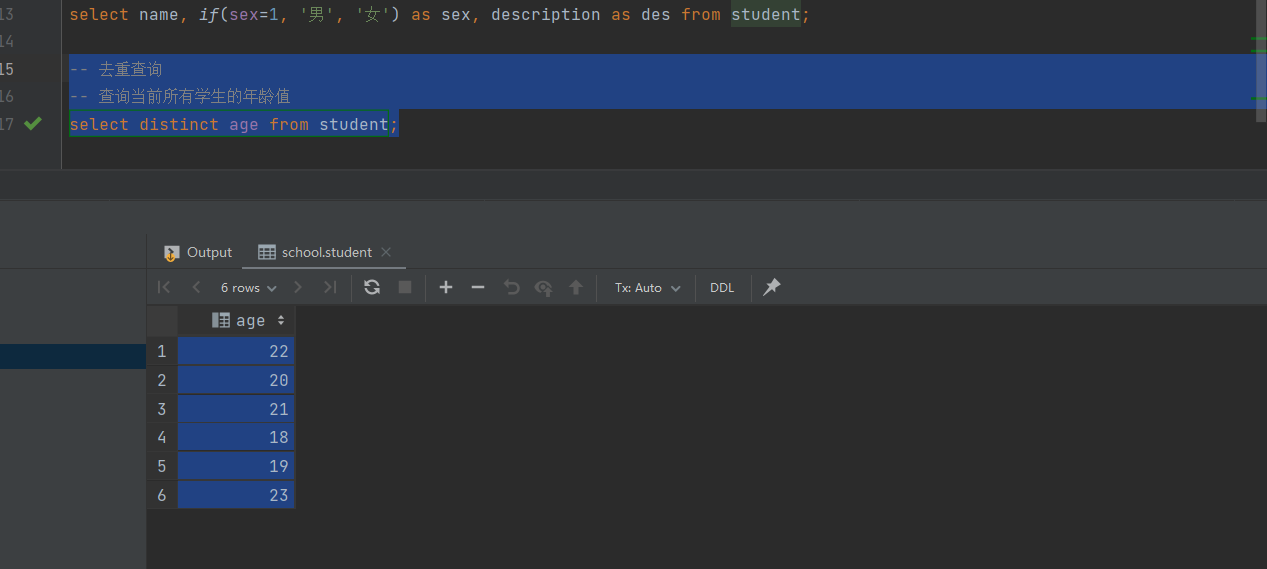 13 select name, if(sex=1, '男', '女') as sex, description as des from student;
14
15 -- 去重查询
16 -- 查询当前所有学生的年龄值
17 select distinct age from student;
Output school.student
6 rows Tx: Auto DDL
age
1 22
2 20
3 21
4 18
5 19
6 23